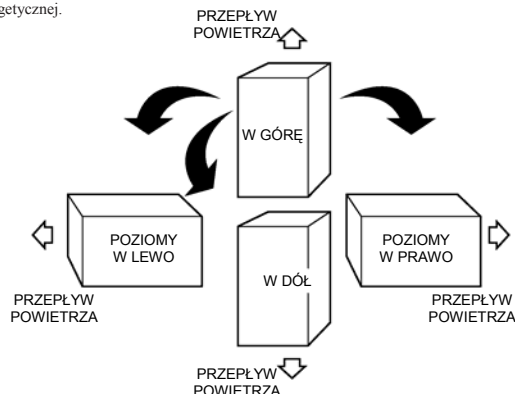 getycznej.
PRZEPŁYW
POWIETRZA
W GÓRĘ
POZIOMY
W LEWO
POZIOMY
W PRAWO
W DÓŁ
PRZEPŁYW
POWIETRZA
PRZEPŁYW
POWIETRZA
PRZEPŁYW
POWIETRZA